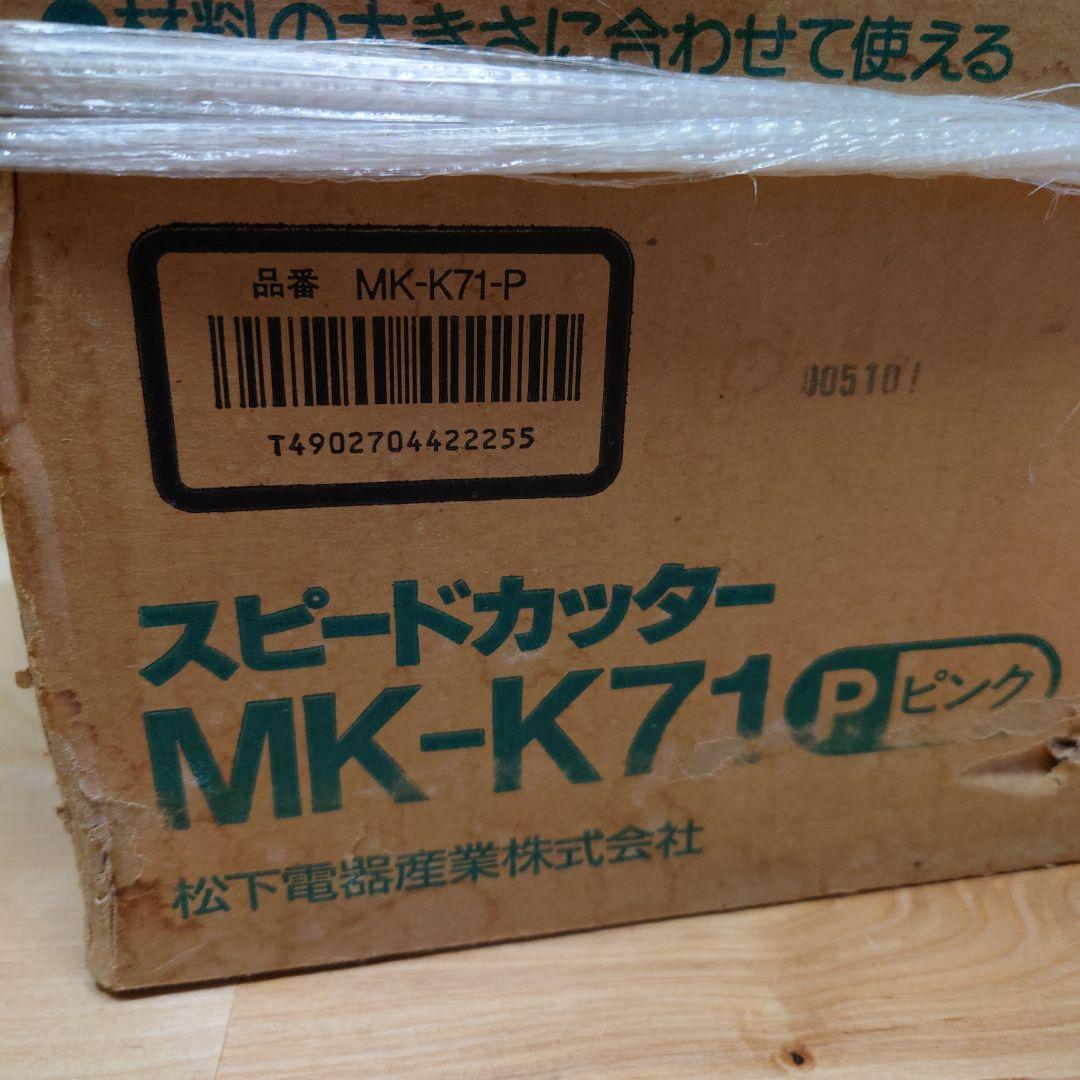 ●材料の大きさに合わせて使える
品番 MK-K71-P
T4902704422255
005101
スピードカッター
MK-K71 P ピンク
松下電器産業株式会社